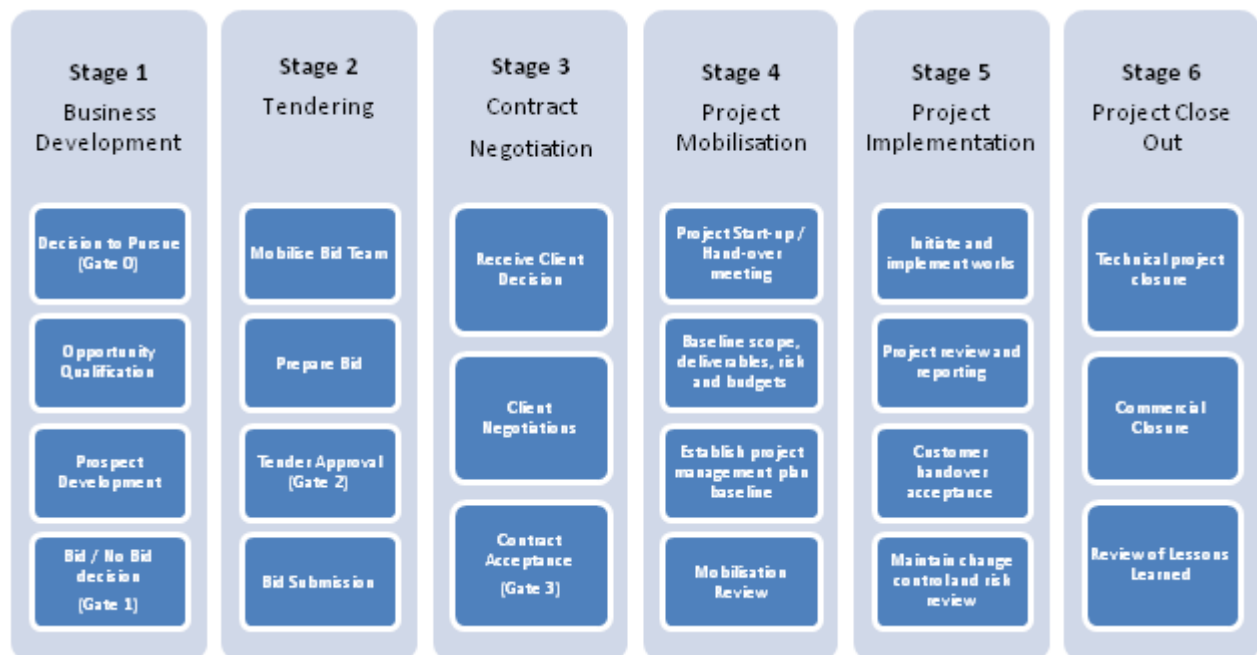 Stage 1
Business
Development
Decision to Pursue
(Gate 0)
Opportunity
Qualification
Prospect
Development
Bid / No Bid
decision
(Gate 1)
Stage 2
Tendering
Mobilise Bid Team
Prepare Bid
Tender Approval
(Gate 2)
Bid Submission
Stage 3
Contract
Negotiation
Receive Client
Decision
Client
Negotiations
Contract
Acceptance
(Gate 3)
Stage 4
Project
Mobilisation
Project Start-up /
Hand-over
meeting
Baseline scope,
deliverables, risk
and budgets
Establish project
management plan
baseline
Mobilisation
Review
Stage 5
Project
Implementation
Initiate and
implement works
Project review and
reporting
Customer
handover
acceptance
Maintain change
control and risk
review
Stage 6
Project Close
Out
Technical project
closure
Commercial
Closure
Review of Lessons
Learned